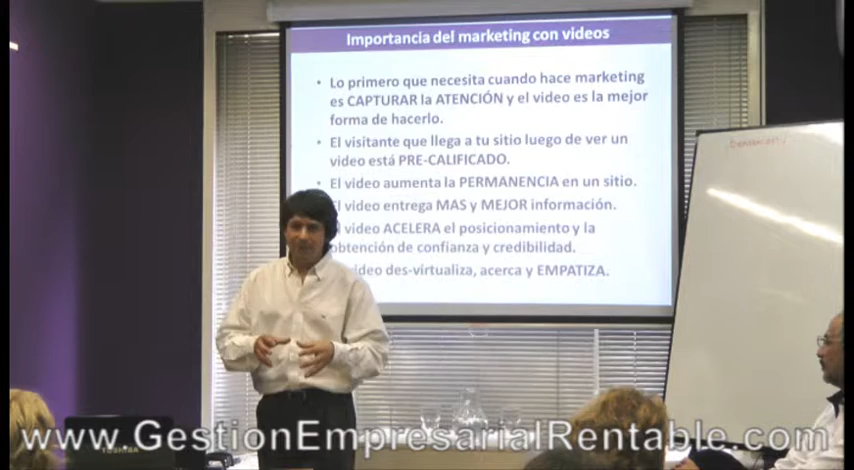 Importancia del marketing con videos
• Lo primero que necesita cuando hace marketing
es CAPTURAR la ATENCIÓN y el video es la mejor
forma de hacerlo.
• El visitante que llega a tu sitio luego de ver un
video está PRE-CALIFICADO.
• El video aumenta la PERMANENCIA en un sitio.
video entrega MAS y MEJOR información.
video ACELERA el posicionamiento y la
obtención de confianza y credibilidad.
video des-virtualiza, acerca y EMPATIZA.
www.GestionEmpresarialRentable.com
TOSHIBA